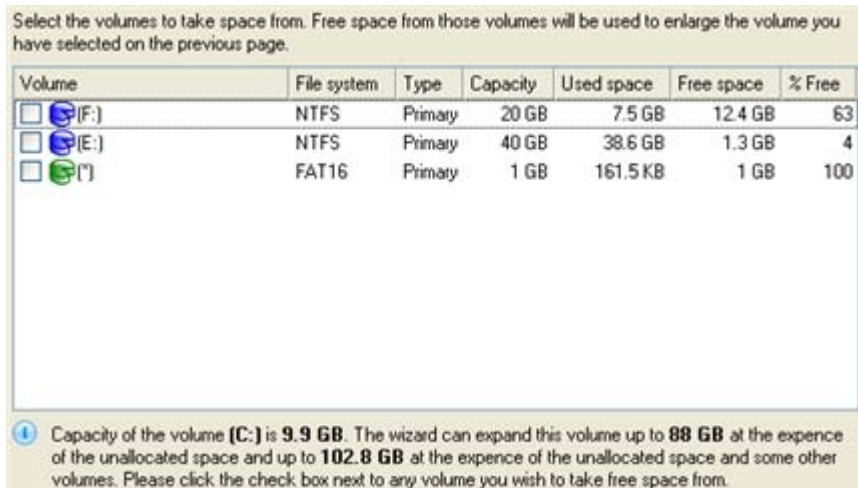 Select the volumes to take space from. Free space from those volumes will be used to enlarge the volume you
have selected on the previous page.
Volume File system Type Capacity Used space Free space % Free
(F:) NTFS Primary 20 GB 7.5 GB 12.4 GB 63
(E:) NTFS Primary 40 GB 38.6 GB 1.3 GB 4
(*) FAT16 Primary 1 GB 161.5 KB 1 GB 100
Capacity of the volume (C:) is 9.9 GB. The wizard can expand this volume up to 88 GB at the expence
of the unallocated space and up to 102.8 GB at the expence of the unallocated space and some other
volumes. Please click the check box next to any volume you wish to take free space from.